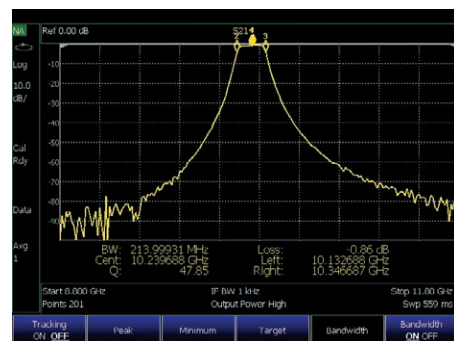 NA Ref 0.00 dB S21 4
2 3
Log
10.0
dB/
-10
-20
-30
-40
-50
Cal
Rdy
-60
-70
Data
-80
-90
Avg
1
BW: 213.99931 MHz Loss: -0.86 dB
Cent: 10.239688 GHz Left: 10.132688 GHz
Q: 47.85 Right: 10.346687 GHz
Start 8.800 GHz IF BW 1 kHz Stop 11.80 GHz
Points 201 Output Power High Swp 559 ms
Tracking ON OFF Peak Minimum Target Bandwidth Bandwidth ON OFF